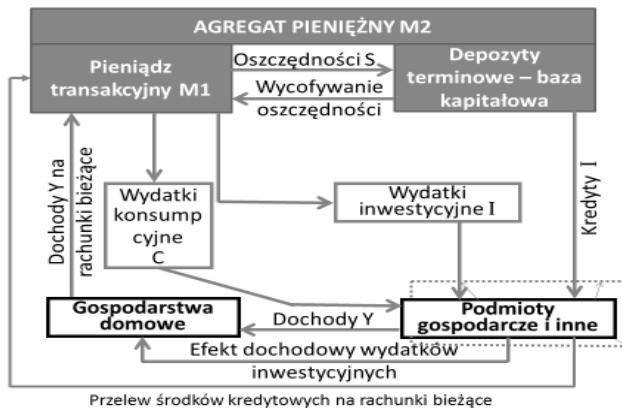 AGREGAT PIENIĘŻNY M2
Pieniądz
transakcyjny M1
Oszczędności S
Wycofywanie
oszczędności
Depozyty
terminowe – baza
kapitałowa
Dochody Y na
rachunki bieżące
Wydatki
konsump
cyjne
C
Wydatki
inwestycyjne I
Kredyty I
Gospodarstwa
domowe
Dochody Y
Podmioty
gospodarcze i inne
Efekt dochodowy wydatków
inwestycyjnych
Przelew środków kredytowych na rachunki bieżące